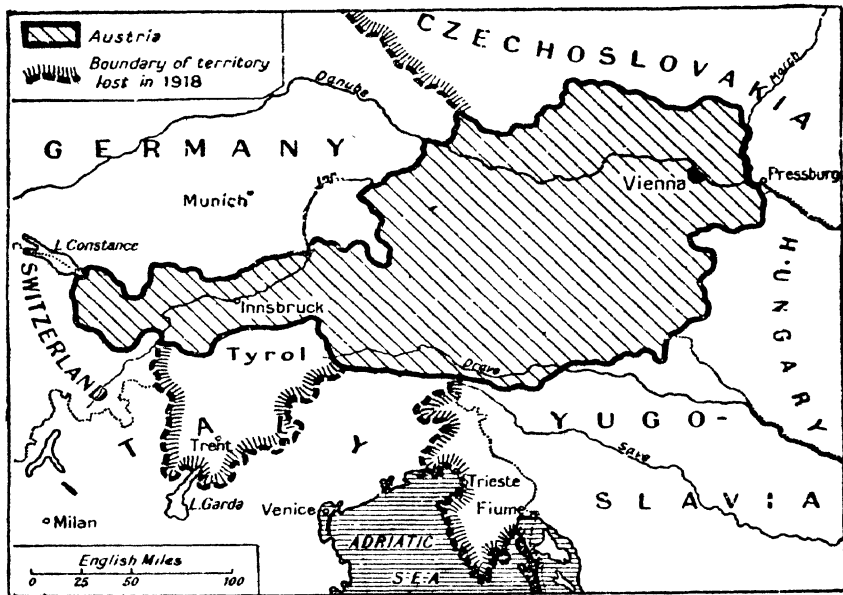 Austria
Boundary of territory
lost in 1918
CZECHOSLOVAKIA
March
Danube
GERMANY
Munich
Vienna
Pressburg
L. Constance
SWITZERLAND
Innsbruck
HUNGARY
Tyrol
Drave
ITALY
Trent
YUGO-
SLAVIA
Save
L. Garda
Venice
Trieste
Fiume
Milan
ADRIATIC
SEA
English Miles
0 25 50 100